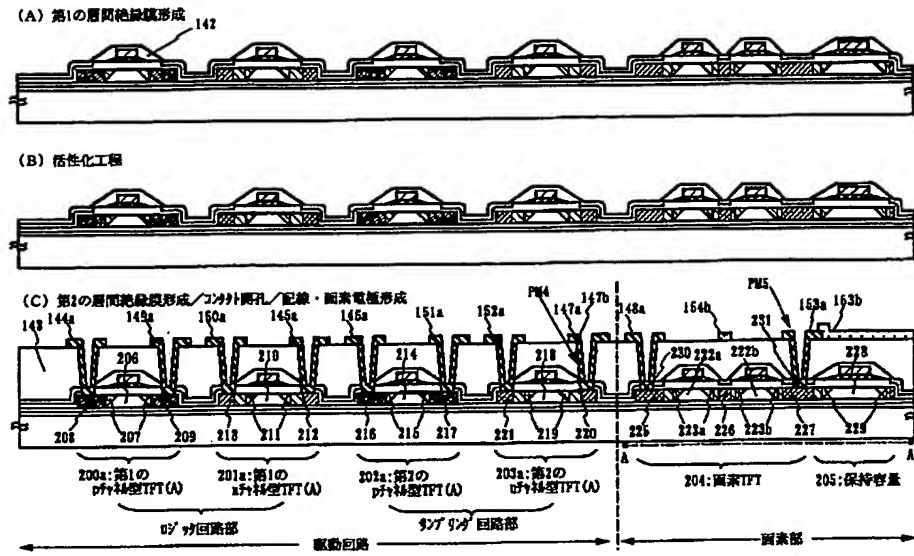 (A) 第1の層間絶縁膜形成
142
(B) 活性化工程
(C) 第2の層間絶縁膜形成/コンタクト開孔/配線・画素電極形成
143 144a 149a 150a 145a 146a 151a 152a PM4 147a 147b 148a 154b PM5 153a 153b
206 210 214 218 230 222a 222b 231 228
208 207 209 213 211 212 216 215 217 221 219 220 225 223a 226 223b 227 229
A A'
200a:第1の
pチャネル型TFT(A)
201a:第1の
nチャネル型TFT(A)
202a:第2の
pチャネル型TFT(A)
203a:第2の
nチャネル型TFT(A)
204:画素TFT
205:保持容量
ロジック回路部
サンプリング回路部
駆動回路
画素部